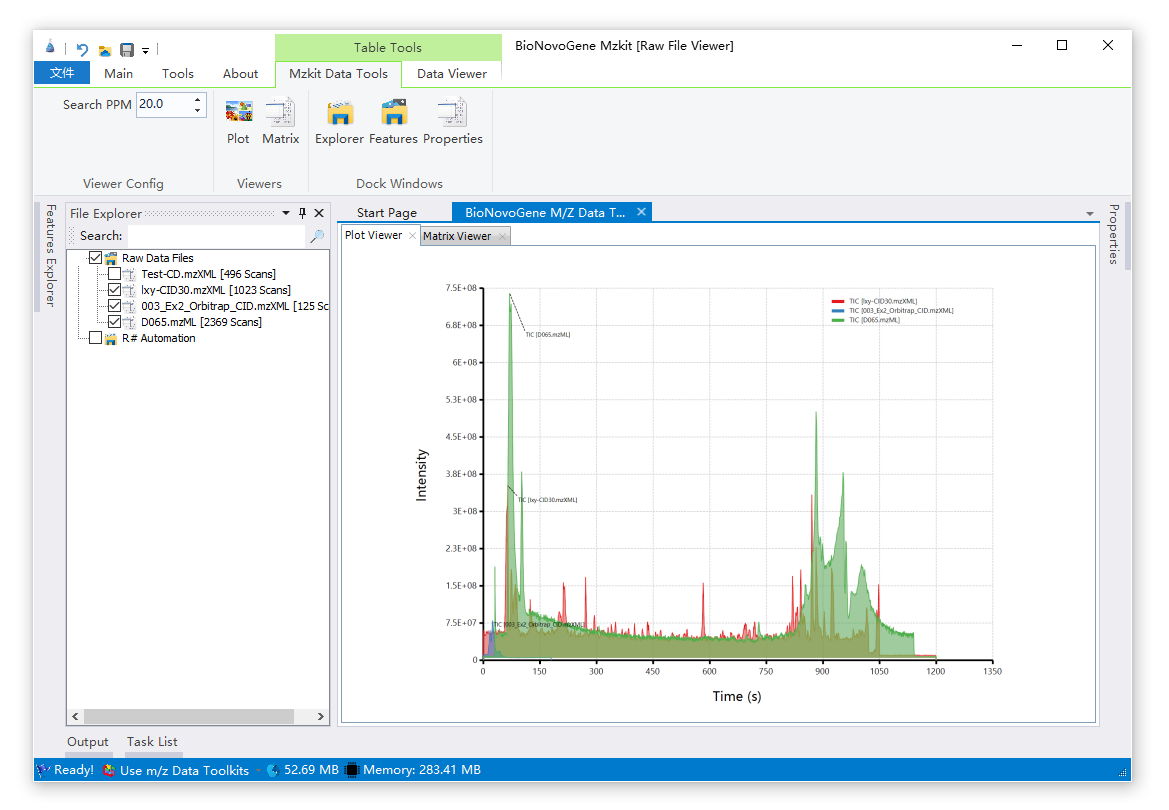 Table Tools
BioNovoGene Mzkit [Raw File Viewer]
文件 Main Tools About Mzkit Data Tools Data Viewer
Search PPM 20.0
Plot Matrix Explorer Features Properties
Viewer Config Viewers Dock Windows
Features Explorer
File Explorer
Search:
Raw Data Files
Test-CD.mzXML [496 Scans]
lxy-CID30.mzXML [1023 Scans]
003_Ex2_Orbitrap_CID.mzXML [125 Sc
D065.mzML [2369 Scans]
R# Automation
Output Task List
Start Page BioNovoGene M/Z Data T...
Plot Viewer Matrix Viewer
Properties
7.5E+08
6.8E+08
6E+08
5.3E+08
4.5E+08
3.8E+08
3E+08
2.3E+08
1.5E+08
7.5E+07
0
Intensity
TIC [lxy-CID30.mzXML]
TIC [003_Ex2_Orbitrap_CID.mzXML]
TIC [D065.mzML]
TIC [D065.mzML]
TIC [lxy-CID30.mzXML]
TIC [003_Ex2_Orbitrap_CID.mzXML]
0 150 300 450 600 750 900 1050 1200 1350
Time (s)
Ready! Use m/z Data Toolkits 52.69 MB Memory: 283.41 MB